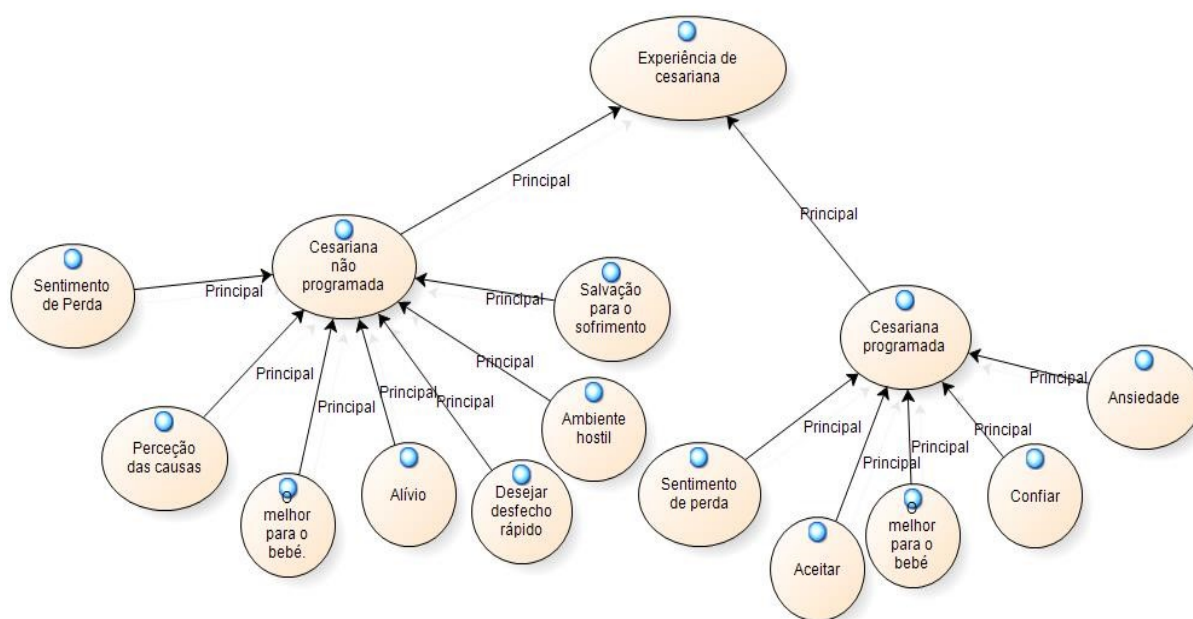 Experiência de
cesariana
Principal
Principal
Cesariana
não
programada
Sentimento
de Perda
Principal
Salvação
para o
sofrimento
Principal
Cesariana
programada
Principal
Principal
Principal
Principal
Principal
Ansiedade
Principal
Ambiente
hostil
Principal
Principal
Principal
Principal
Perceção
das causas
O
melhor
para o
bebé.
Alívio
Desejar
desfecho
rápido
Sentimento
de perda
Aceitar
O
melhor
para o
bebé
Confiar